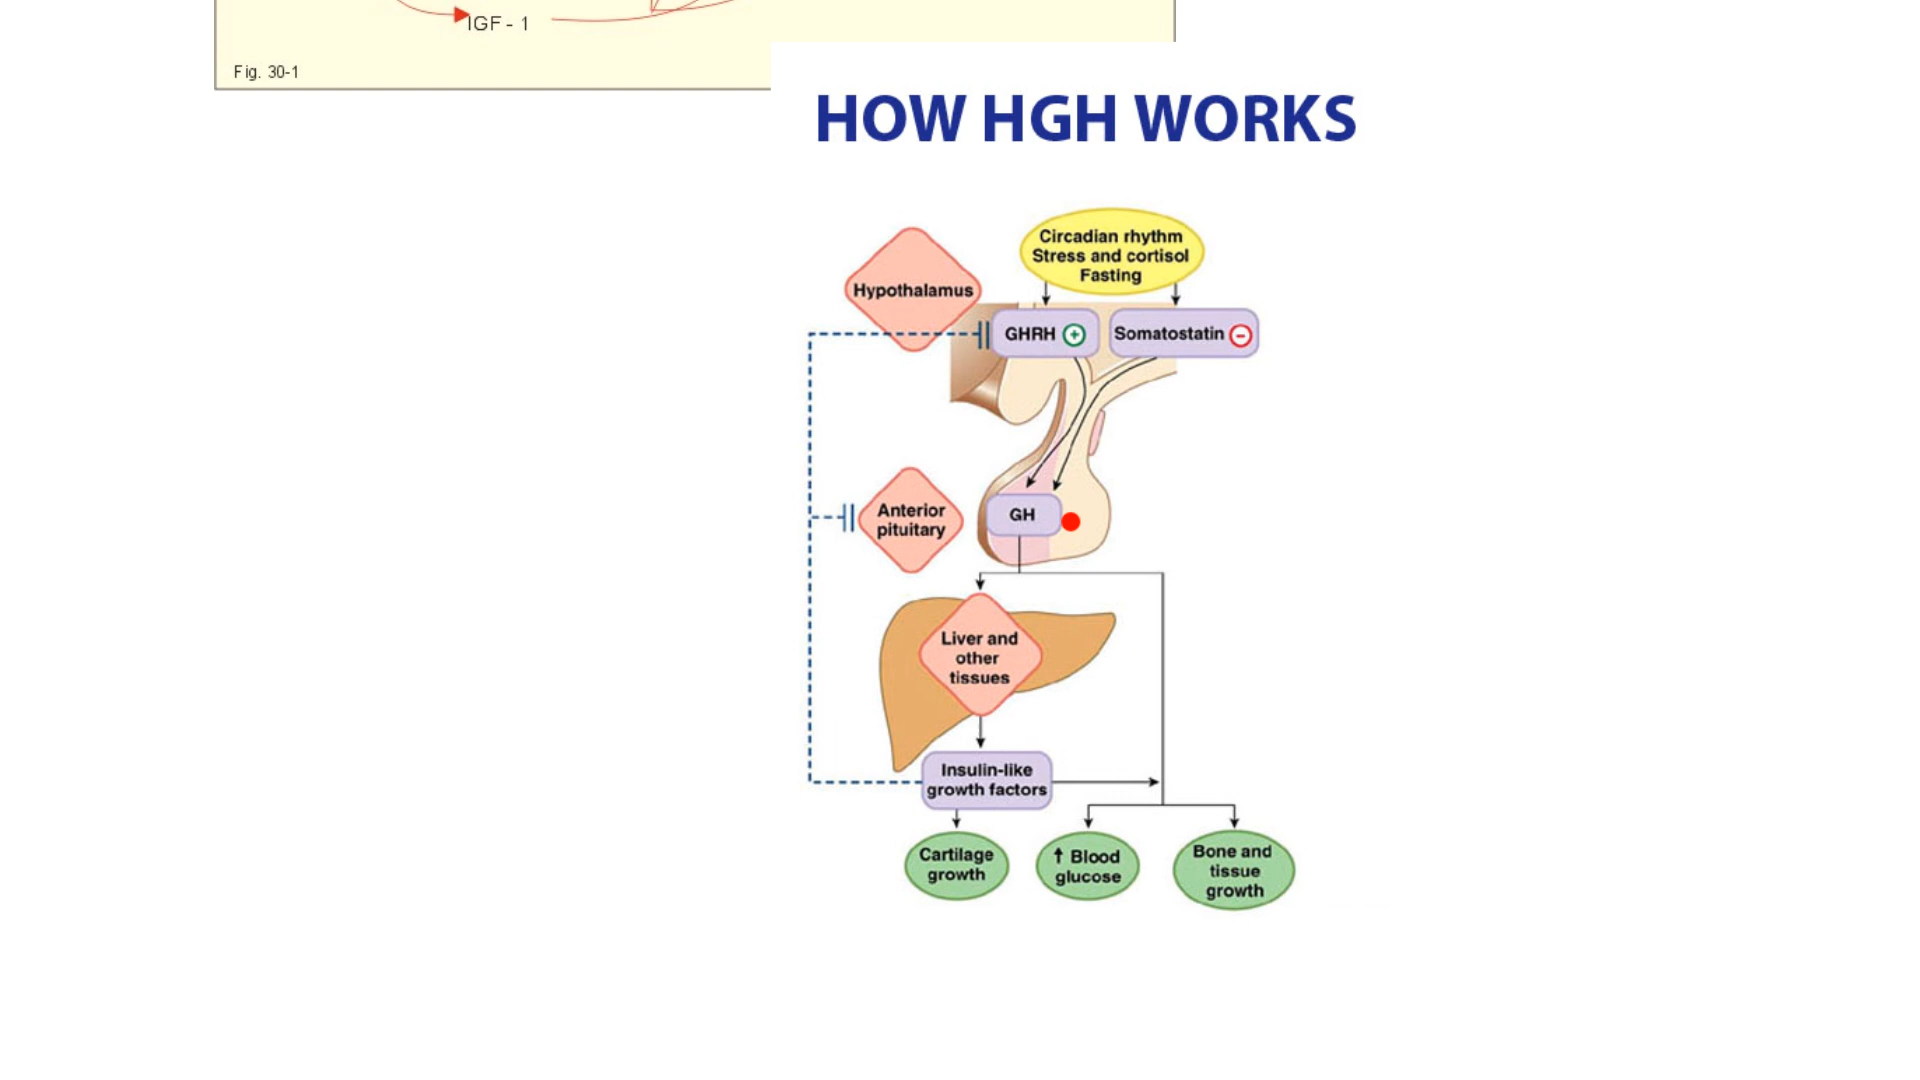 IGF - 1
Fig. 30-1
HOW HGH WORKS
Circadian rhythm
Stress and cortisol
Fasting
Hypothalamus
GHRH +
Somatostatin −
Anterior
pituitary
GH
Liver and
other
tissues
Insulin-like
growth factors
Cartilage
growth
↑ Blood
glucose
Bone and
tissue
growth